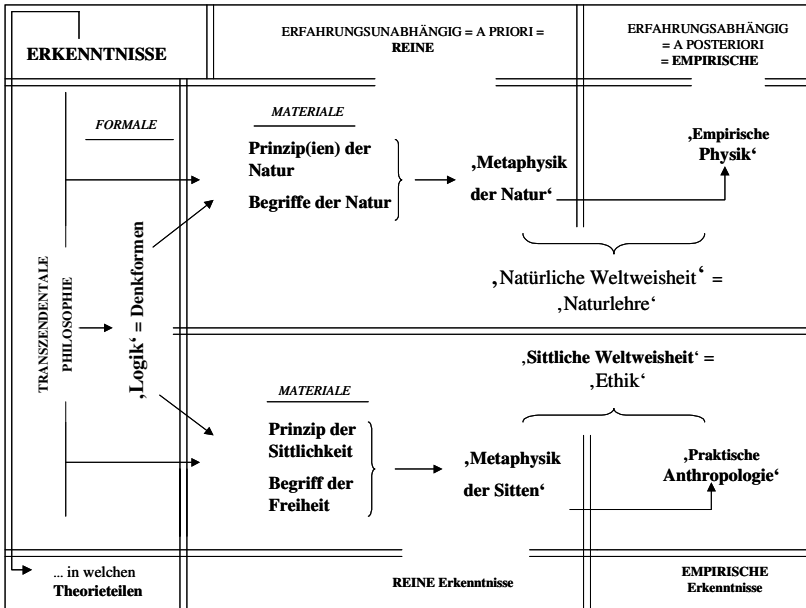 ERKENNTNISSE
ERFAHRUNGSUNABHÄNGIG = A PRIORI =
REINE
ERFAHRUNGSABHÄNGIG
= A POSTERIORI
= EMPIRISCHE
FORMALE
MATERIALE
Prinzip(ien) der
Natur
Begriffe der Natur
‚Metaphysik
der Natur‘
‚Empirische
Physik‘
‚Natürliche Weltweisheit‘ =
‚Naturlehre‘
TRANSZENDENTALE
PHILOSOPHIE
‚Logik‘ = Denkformen
‚Sittliche Weltweisheit‘ =
‚Ethik‘
MATERIALE
Prinzip der
Sittlichkeit
Begriff der
Freiheit
‚Metaphysik
der Sitten‘
‚Praktische
Anthropologie‘
... in welchen
Theorieteilen
REINE Erkenntnisse
EMPIRISCHE
Erkenntnisse